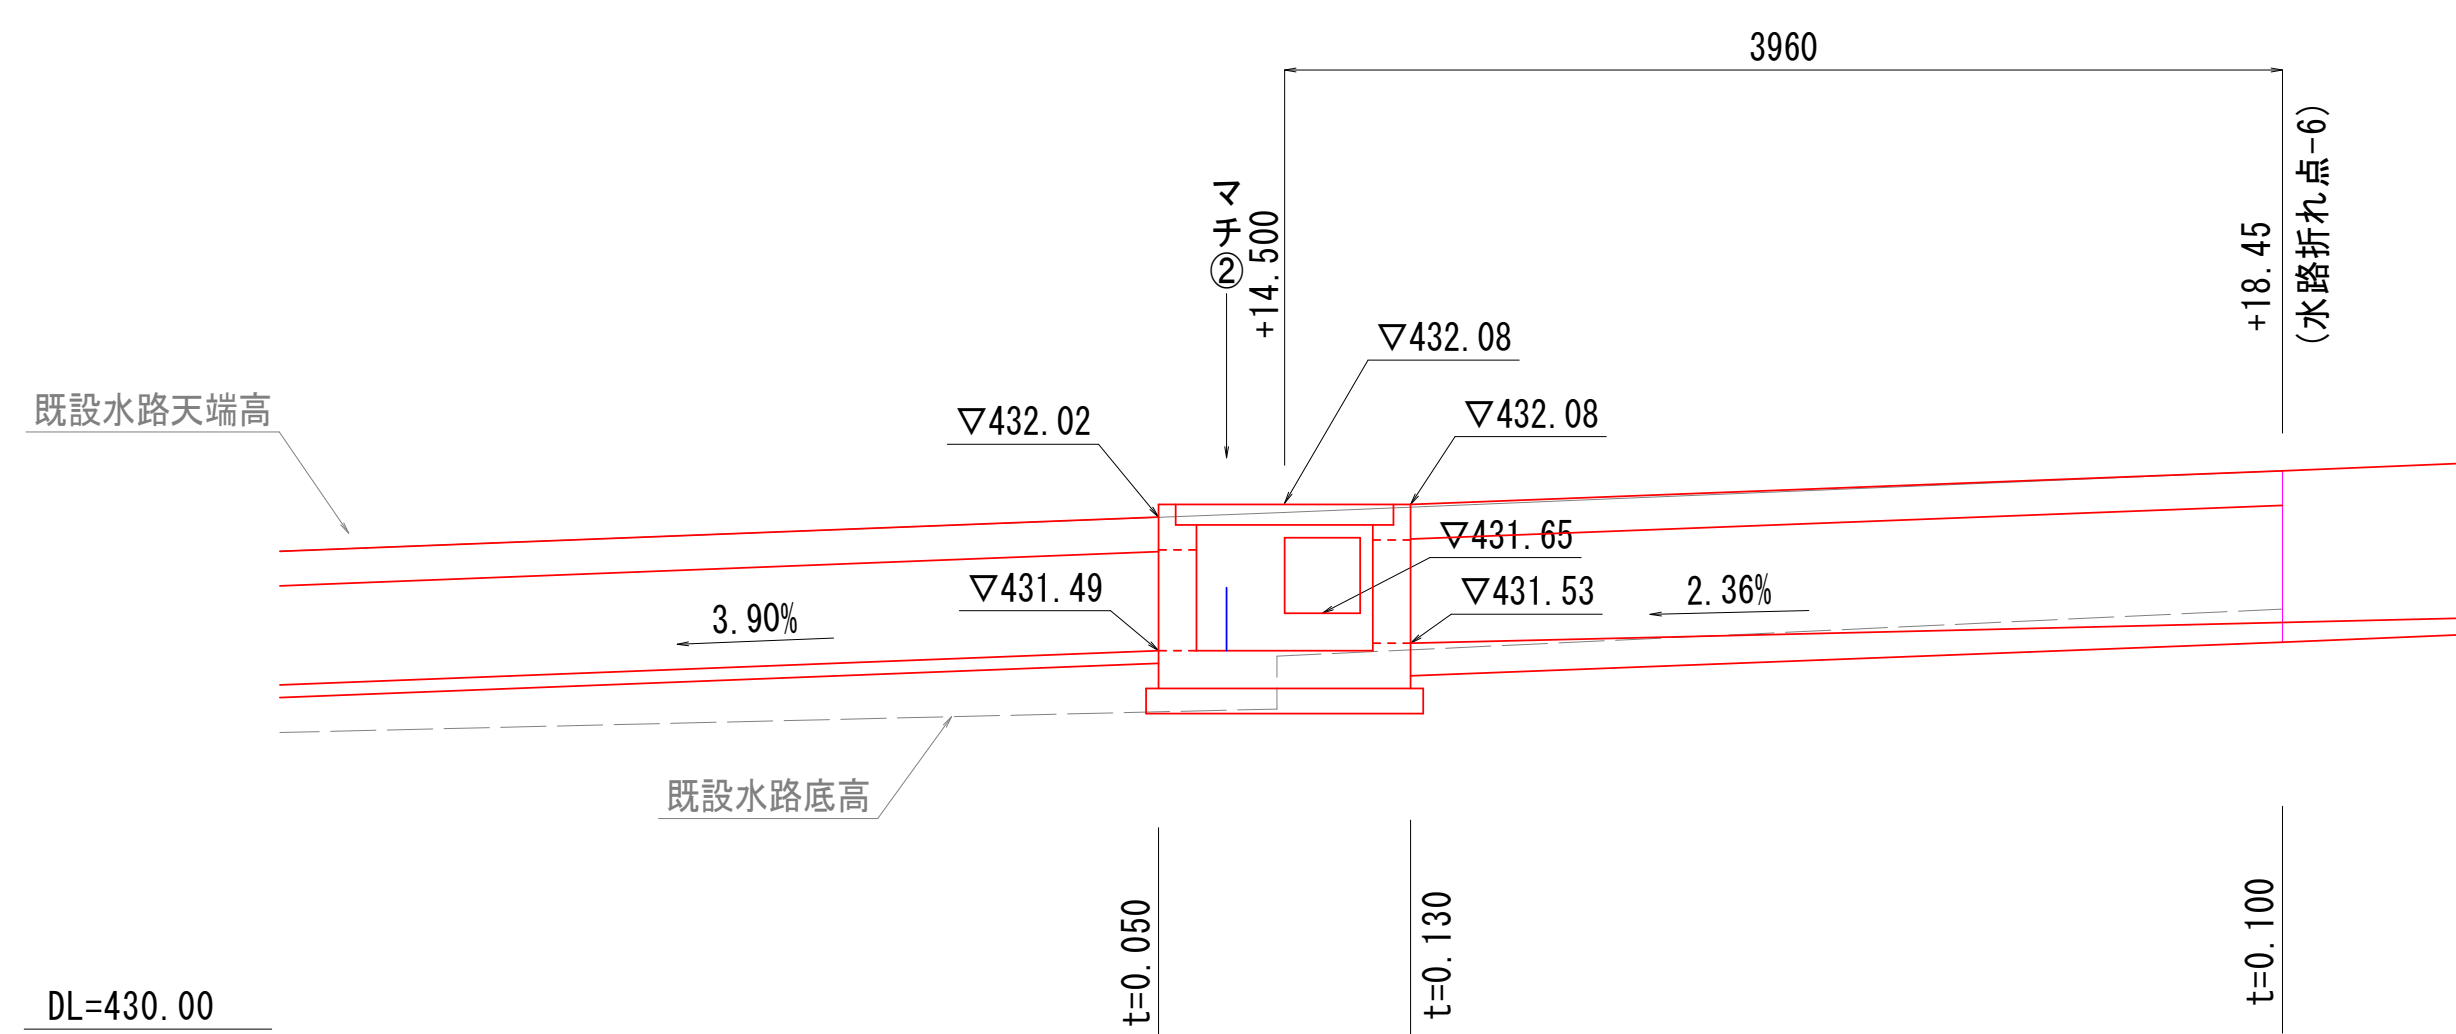 3960
マチ②
+14.500
+18.45
(水路折れ点-6)
▽432.08
既設水路天端高
▽432.02
▽432.08
▽431.65
▽431.49
▽431.53
2.36%
3.90%
既設水路底高
t=0.050
t=0.130
t=0.100
DL=430.00